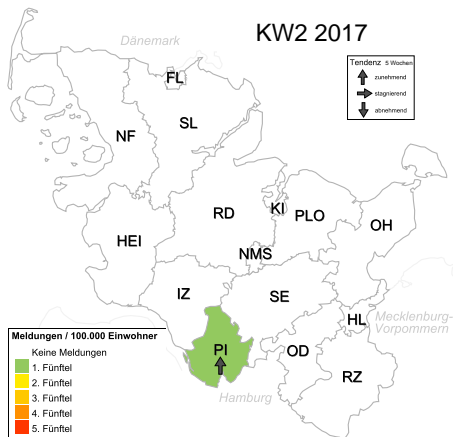 KW2 2017
Dänemark
Tendenz 5 Wochen
zunehmend
stagnierend
abnehmend
FL
SL
NF
RD
KI
PLO
OH
HEI
NMS
IZ
SE
HL
Mecklenburg-
Vorpommern
PI
OD
RZ
Hamburg
Meldungen / 100.000 Einwohner
Keine Meldungen
1. Fünftel
2. Fünftel
3. Fünftel
4. Fünftel
5. Fünftel